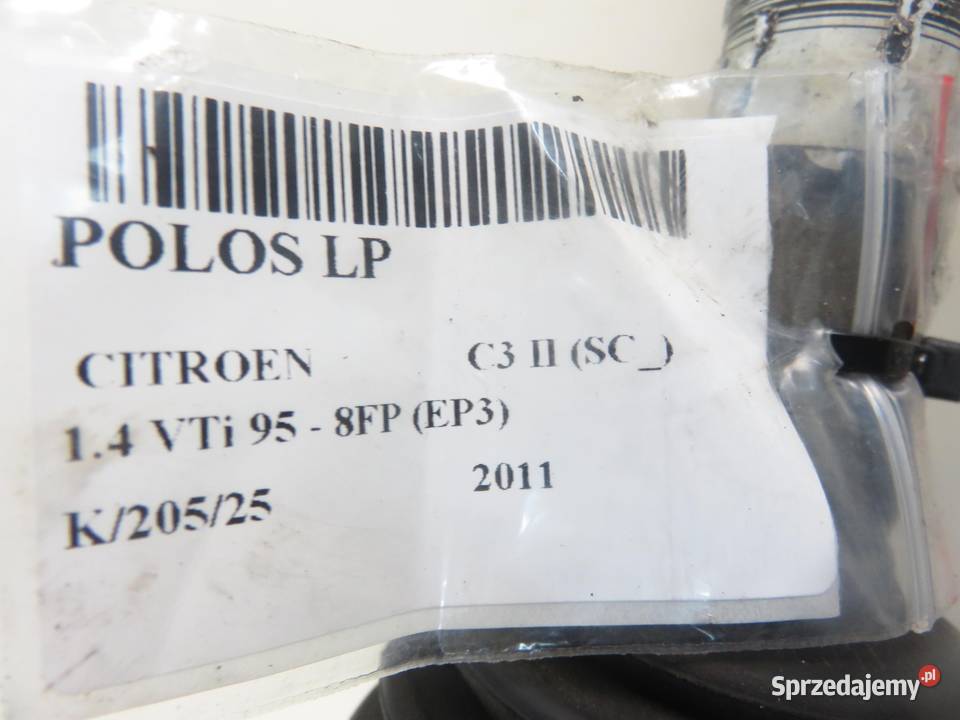 POLOS LP
CITROEN C3 II (SC_)
1.4 VTi 95 - 8FP (EP3)
2011
K/205/25
Sprzedajemy.pl